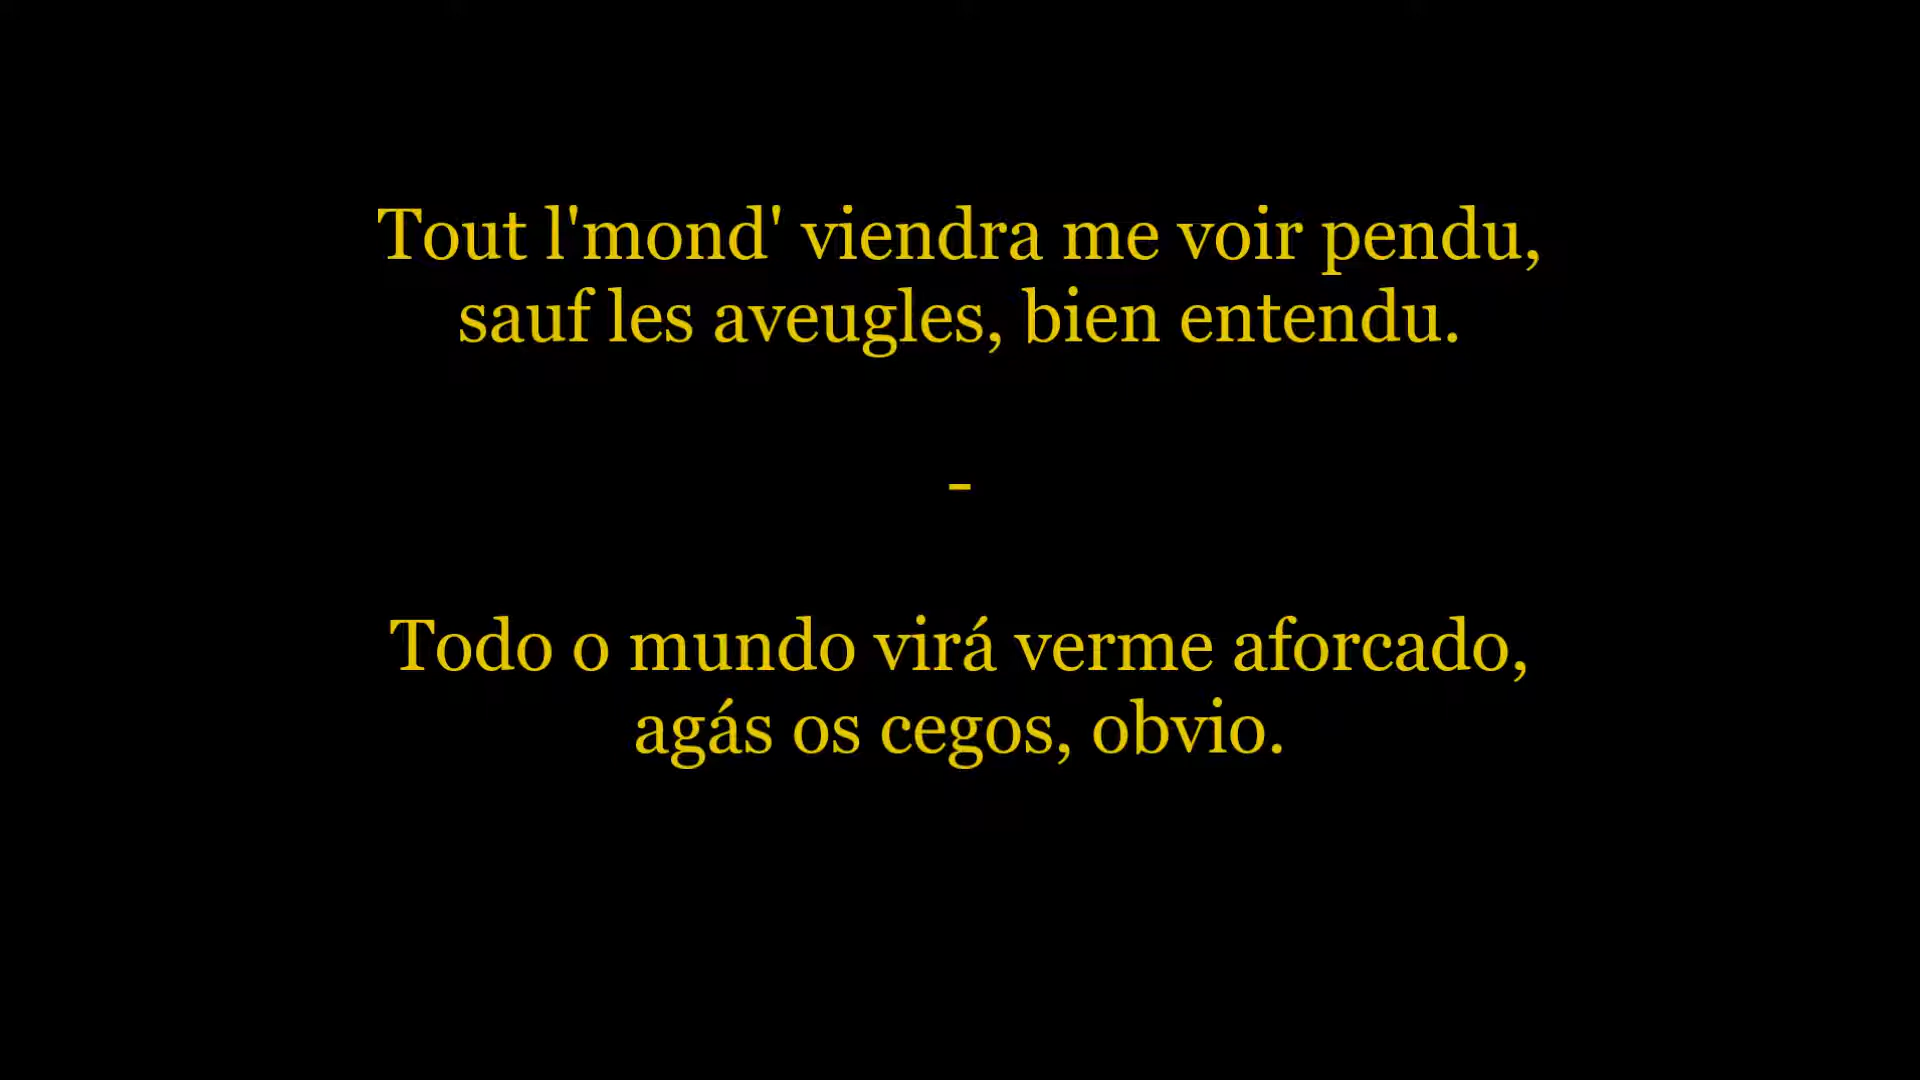 Tout l'mond' viendra me voir pendu,
sauf les aveugles, bien entendu.
-
Todo o mundo virá verme aforcado,
agás os cegos, obvio.